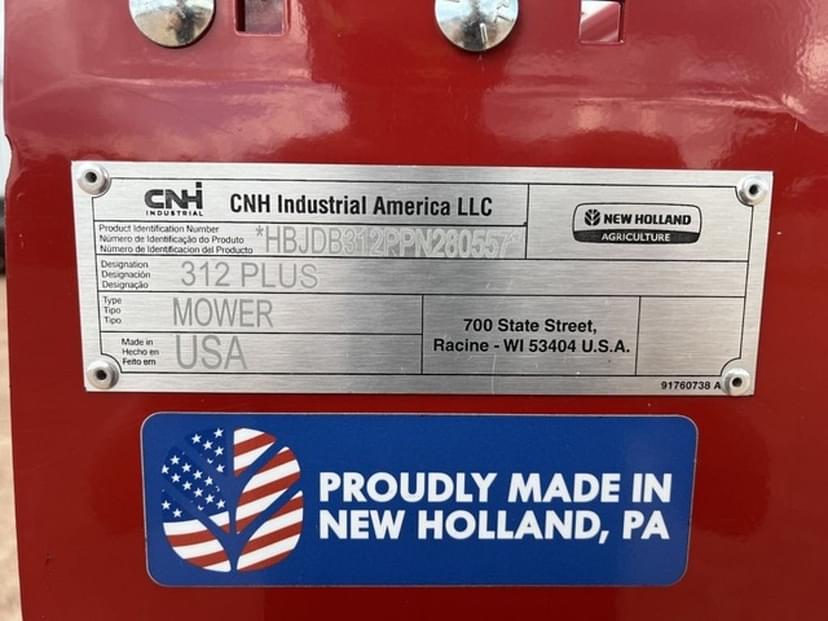 CNH
INDUSTRIAL
CNH Industrial America LLC
NEW HOLLAND
AGRICULTURE
Product Identification Number
Número de Identificação do Produto
Número de Identificacion del Producto
*HBJDB312PPN280557*
Designation
Designación
Designação
312 PLUS
Type
Tipo
Tipo
MOWER
Made in
Hecho en
Feito em
USA
700 State Street,
Racine - WI 53404 U.S.A.
91760738 A
PROUDLY MADE IN
NEW HOLLAND, PA